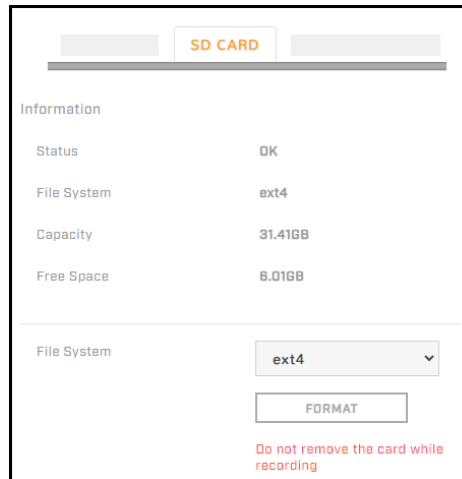 SD CARD
Information
Status OK
File System ext4
Capacity 31.41GB
Free Space 6.01GB
File System ext4
FORMAT
Do not remove the card while
recording